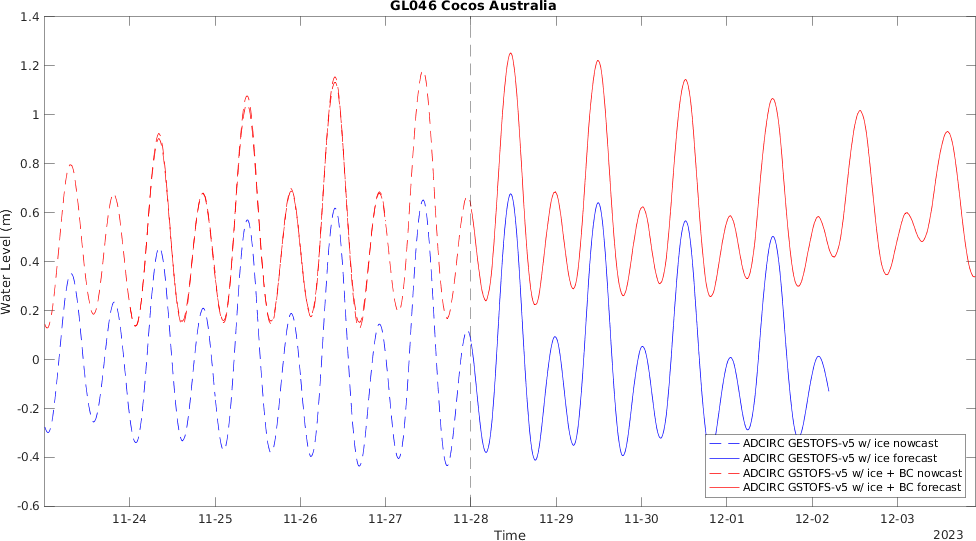 GL046 Cocos Australia
1.4
1.2
1
0.8
0.6
0.4
0.2
0
-0.2
-0.4
-0.6
Water Level (m)
ADCIRC GESTOFS-v5 w/ ice nowcast
ADCIRC GESTOFS-v5 w/ ice forecast
ADCIRC GSTOFS-v5 w/ ice + BC nowcast
ADCIRC GSTOFS-v5 w/ ice + BC forecast
11-24 11-25 11-26 11-27 11-28 11-29 11-30 12-01 12-02 12-03
Time
2023